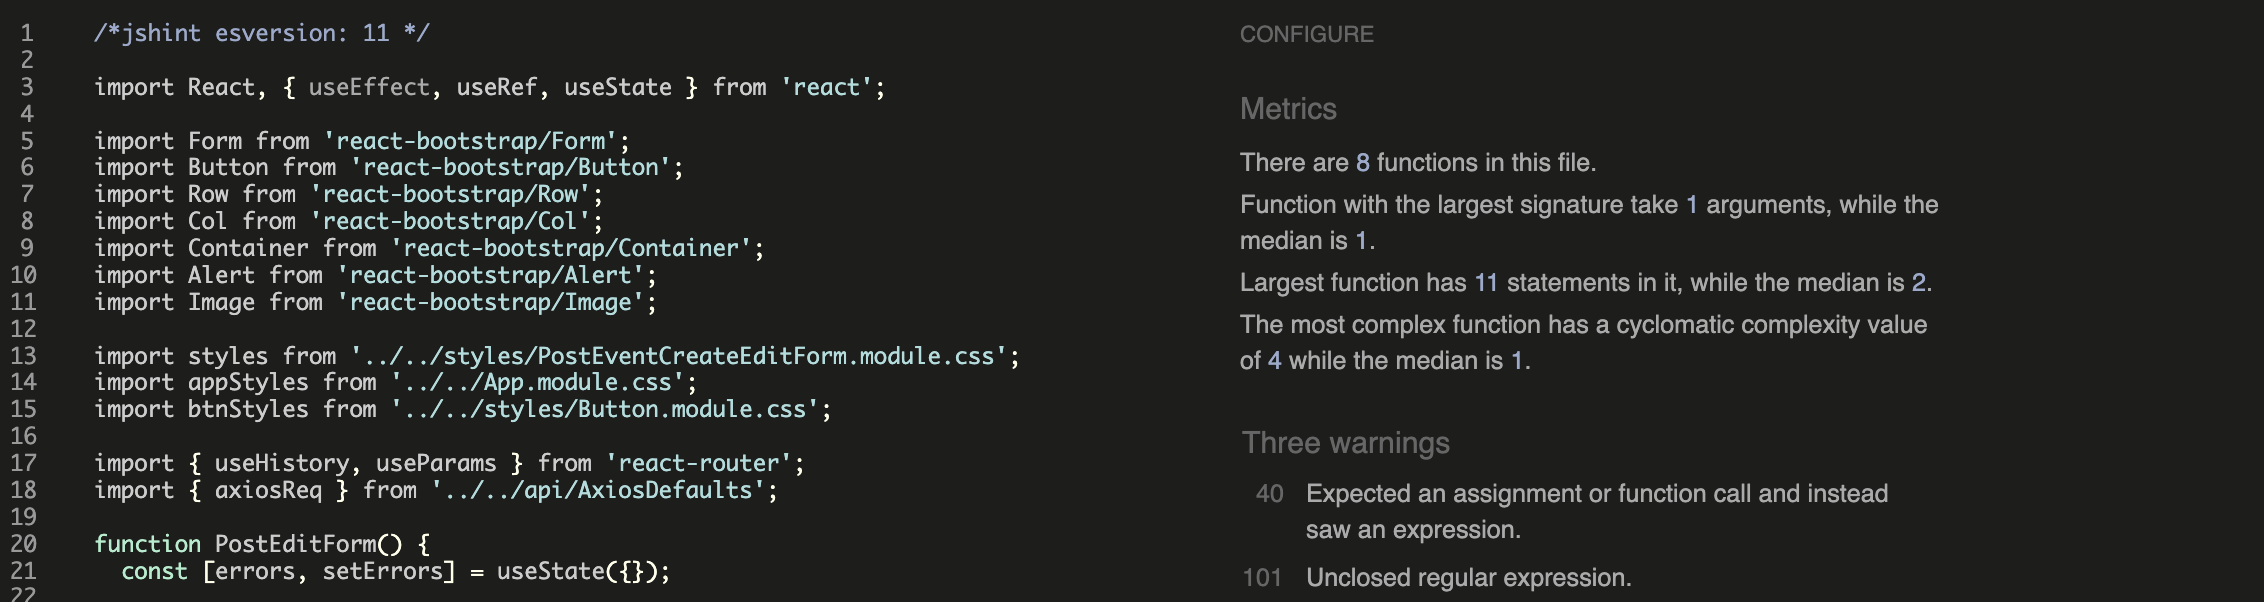 1 /*jshint esversion: 11 */
2
3 import React, { useEffect, useRef, useState } from 'react';
4
5 import Form from 'react-bootstrap/Form';
6 import Button from 'react-bootstrap/Button';
7 import Row from 'react-bootstrap/Row';
8 import Col from 'react-bootstrap/Col';
9 import Container from 'react-bootstrap/Container';
10 import Alert from 'react-bootstrap/Alert';
11 import Image from 'react-bootstrap/Image';
12
13 import styles from '../../styles/PostEventCreateEditForm.module.css';
14 import appStyles from '../../App.module.css';
15 import btnStyles from '../../styles/Button.module.css';
16
17 import { useHistory, useParams } from 'react-router';
18 import { axiosReq } from '../../api/AxiosDefaults';
19
20 function PostEditForm() {
21   const [errors, setErrors] = useState({});
22
CONFIGURE
Metrics
There are 8 functions in this file.
Function with the largest signature take 1 arguments, while the
median is 1.
Largest function has 11 statements in it, while the median is 2.
The most complex function has a cyclomatic complexity value
of 4 while the median is 1.
Three warnings
40 Expected an assignment or function call and instead
saw an expression.
101 Unclosed regular expression.